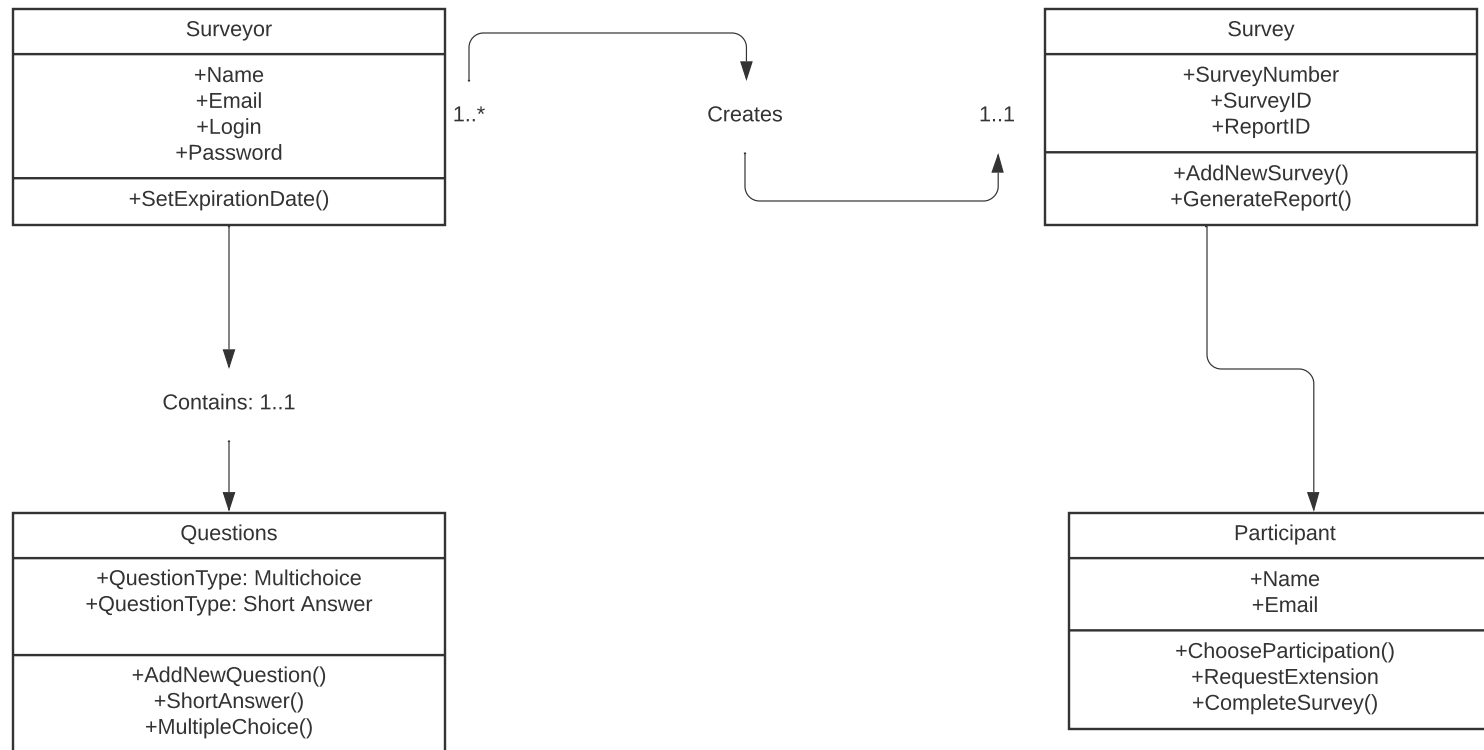 Surveyor
+Name
+Email
+Login
+Password
+SetExpirationDate()
1..*
Creates
1..1
Survey
+SurveyNumber
+SurveyID
+ReportID
+AddNewSurvey()
+GenerateReport()
Contains: 1..1
Questions
+QuestionType: Multichoice
+QuestionType: Short Answer
+AddNewQuestion()
+ShortAnswer()
+MultipleChoice()
Participant
+Name
+Email
+ChooseParticipation()
+RequestExtension
+CompleteSurvey()